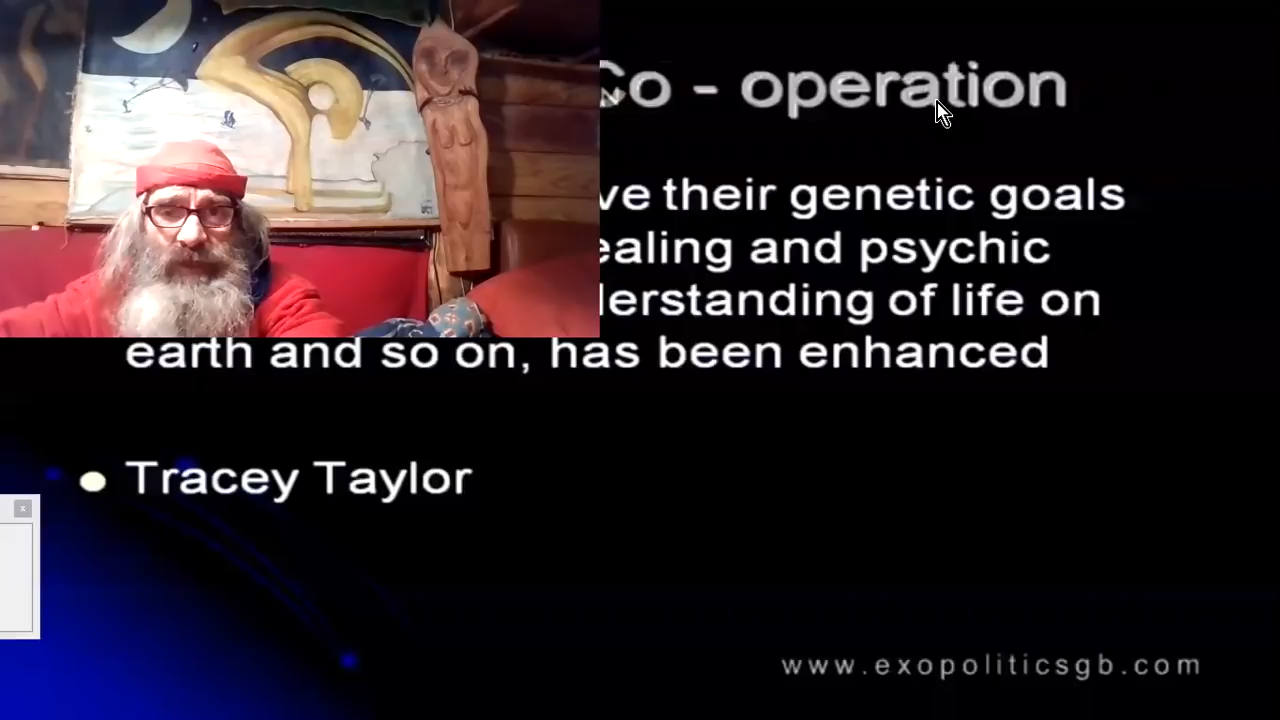 Co - operation
ve their genetic goals
ealing and psychic
derstanding of life on
earth and so on, has been enhanced
• Tracey Taylor
x
www.exopoliticsgb.com